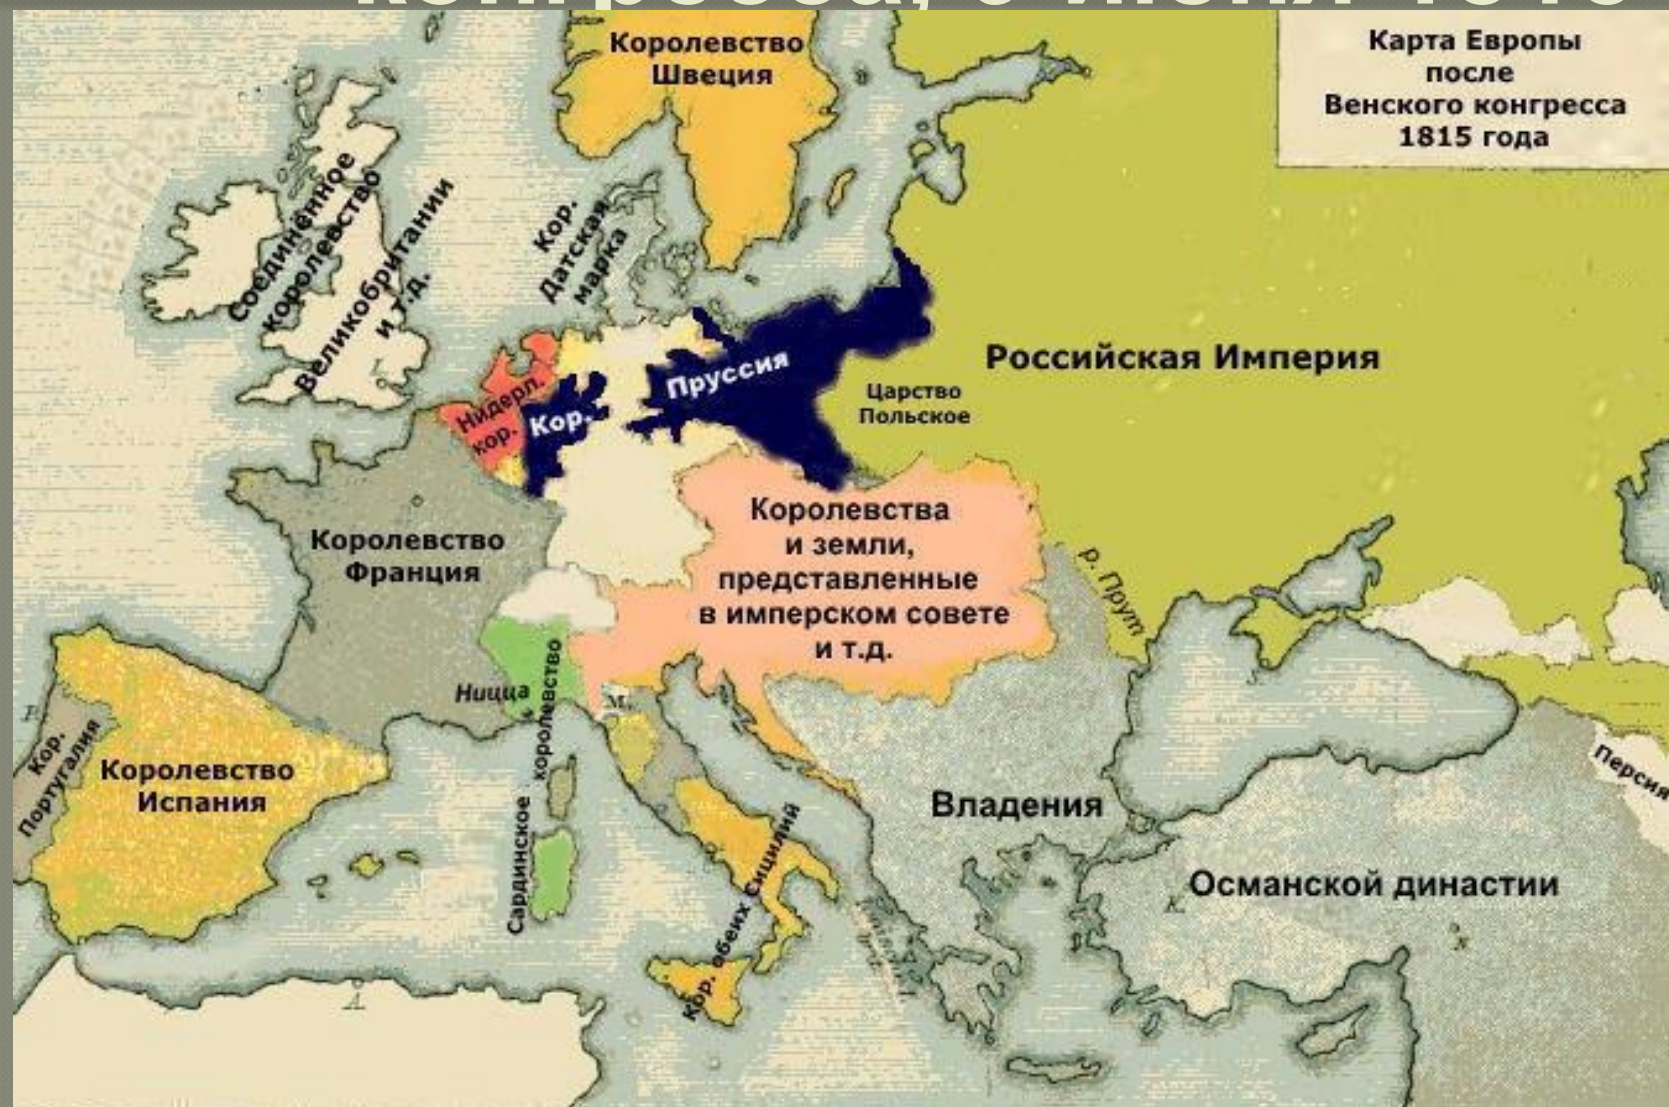 Карта Европы
после
Венского конгресса
1815 года
Королевство
Швеция
Соединённое
королевство
Великобритании
и т.д.
Кор.
Датская
марка
Российская Империя
Пруссия
Царство
Польское
Нидерл.
кор.
Кор.
Королевства
и земли,
представленные
в имперском совете
и т.д.
Королевство
Франция
р. Прут
Ницца
Сардинское
королевство
М.
Кор.
Португалия
Королевство
Испания
Кор. обеих Сицилий
Владения
Османской династии
Персия